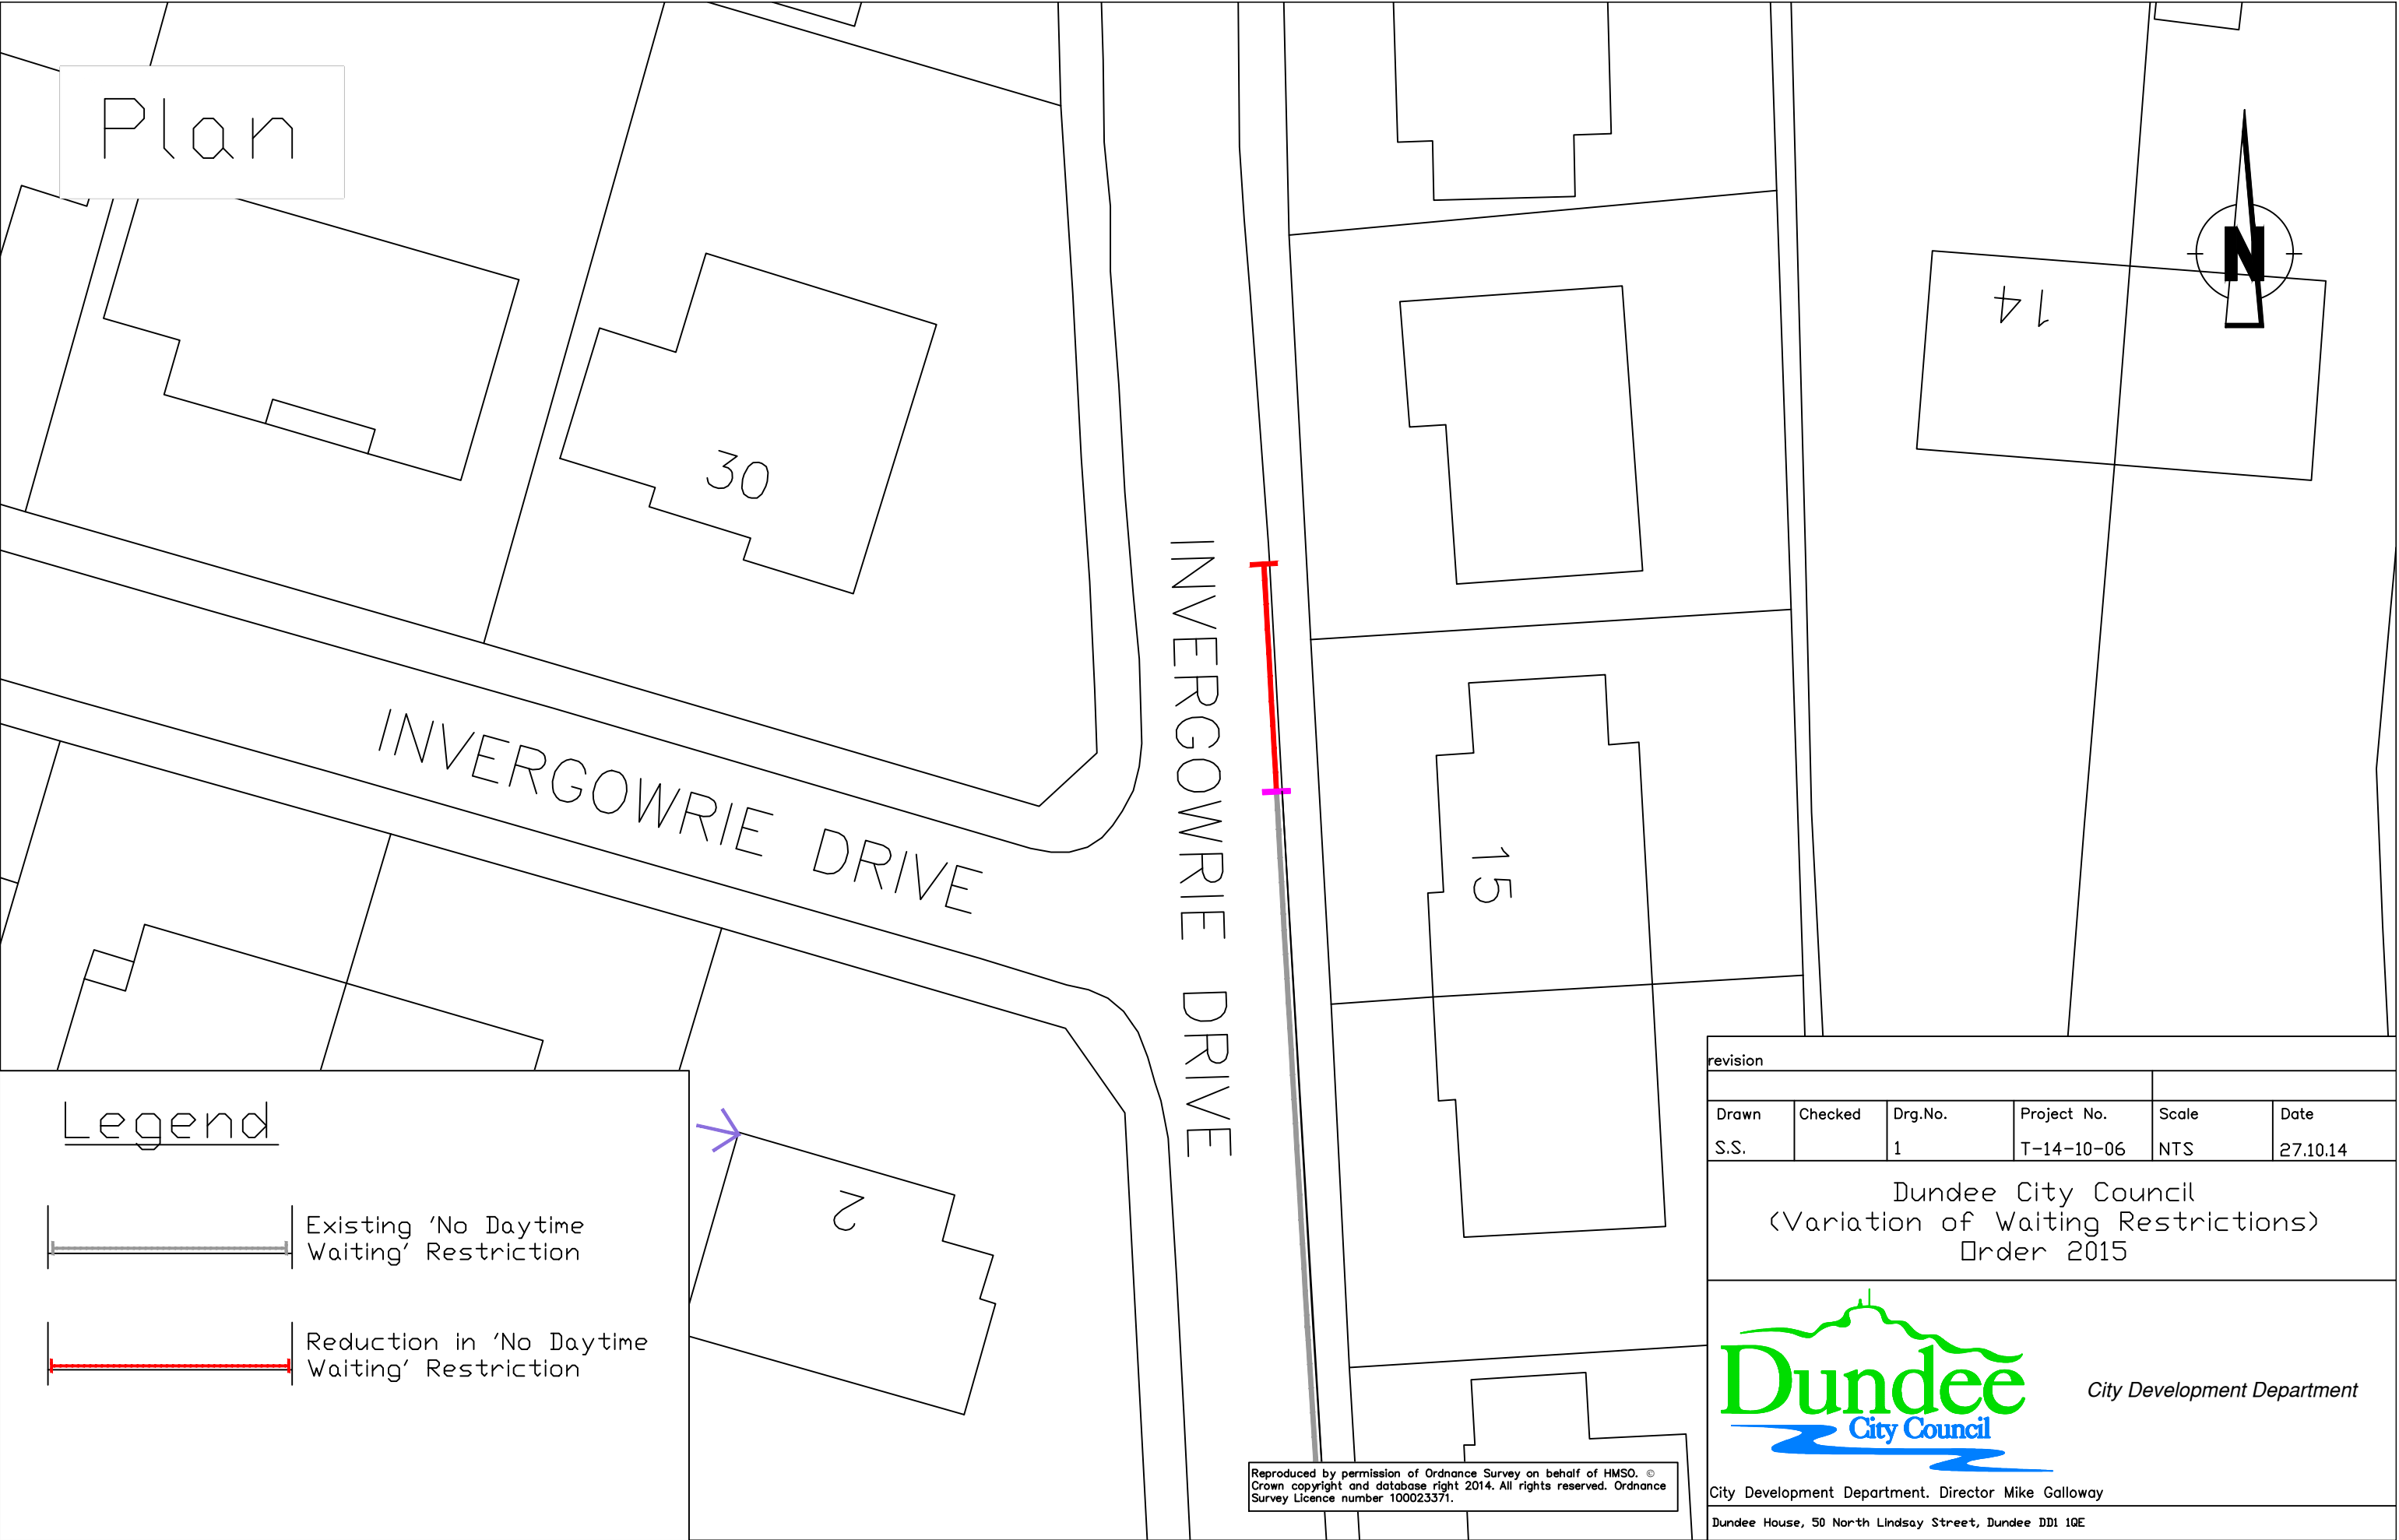 Plan
30
14
N
INVERGOWRIE DRIVE
INVERGOWRIE DRIVE
15
2
Legend
Existing 'No Daytime
Waiting' Restriction
Reduction in 'No Daytime
Waiting' Restriction
Reproduced by permission of Ordnance Survey on behalf of HMSO. ©
Crown copyright and database right 2014. All rights reserved. Ordnance
Survey Licence number 100023371.
revision
Drawn Checked Drg.No. Project No. Scale Date
S.S. 1 T-14-10-06 NTS 27.10.14
Dundee City Council
(Variation of Waiting Restrictions)
Order 2015
Dundee
City Council
City Development Department
City Development Department. Director Mike Galloway
Dundee House, 50 North Lindsay Street, Dundee DD1 1QE